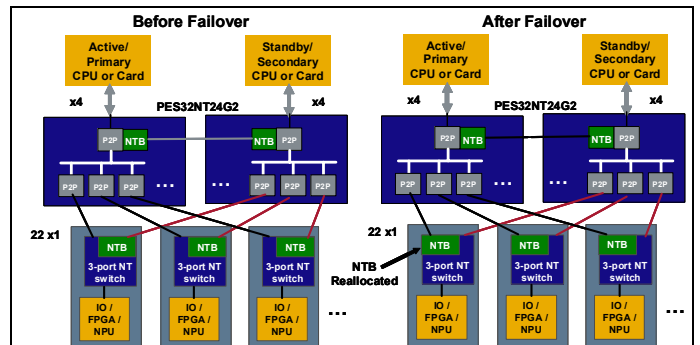 Before Failover
After Failover
Active/
Primary
CPU or Card
Standby/
Secondary
CPU or Card
Active/
Primary
CPU or Card
Standby/
Secondary
CPU or Card
x4
PES32NT24G2
x4
x4
PES32NT24G2
x4
P2P NTB
NTB P2P
P2P NTB
NTB P2P
P2P P2P P2P ...
... P2P P2P P2P
P2P P2P P2P ...
... P2P P2P P2P
22 x1
22 x1
NTB
NTB
NTB
NTB
NTB
NTB
3-port NT
switch
3-port NT
switch
3-port NT
switch
NTB
Reallocated
3-port NT
switch
3-port NT
switch
3-port NT
switch
IO /
FPGA /
NPU
IO /
FPGA /
NPU
IO /
FPGA /
NPU
...
IO /
FPGA /
NPU
IO /
FPGA /
NPU
IO /
FPGA /
NPU
...